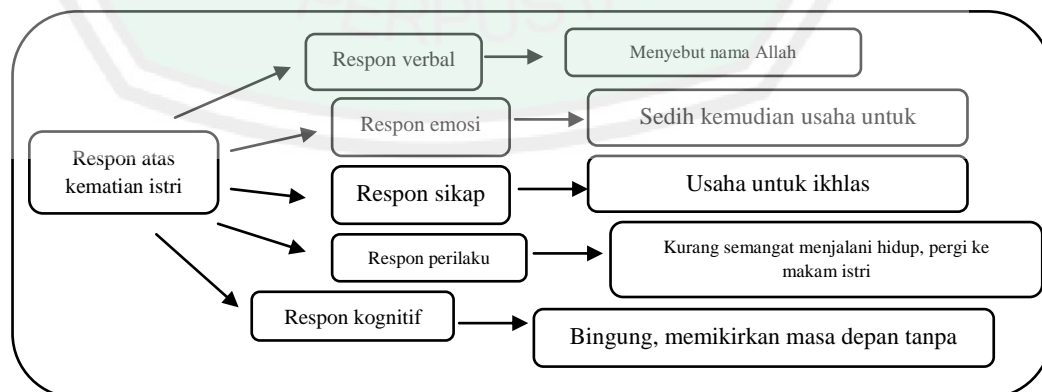 PERPUST
Respon verbal
Menyebut nama Allah
Respon emosi
Sedih kemudian usaha untuk
Respon atas
kematian istri
Respon sikap
Usaha untuk ikhlas
Respon perilaku
Kurang semangat menjalani hidup, pergi ke
makam istri
Respon kognitif
Bingung, memikirkan masa depan tanpa